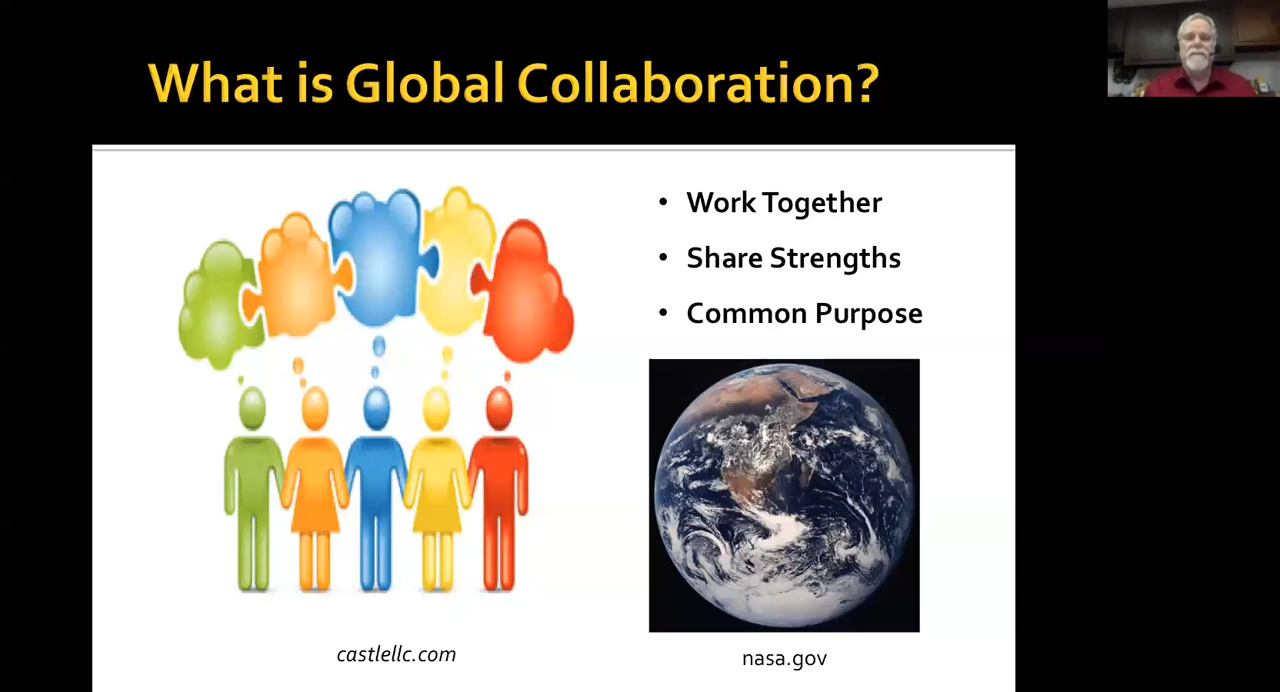 What is Global Collaboration?
• Work Together
• Share Strengths
• Common Purpose
castlellc.com
nasa.gov